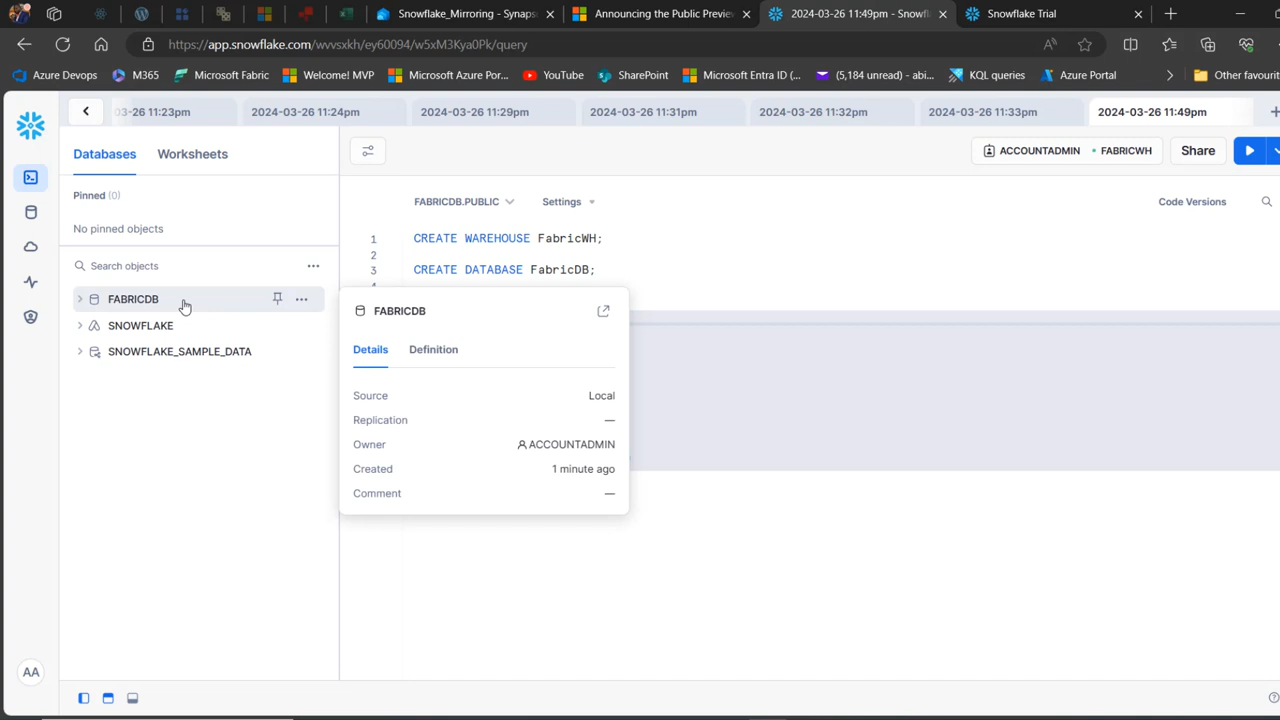 Snowflake_Mirroring - Synaps
Announcing the Public Preview
2024-03-26 11:49pm - Snowfl
Snowflake Trial
https://app.snowflake.com/wvvsxkh/ey60094/w5xM3Kya0Pk/query
Azure Devops
M365
Microsoft Fabric
Welcome! MVP
Microsoft Azure Por...
YouTube
SharePoint
Microsoft Entra ID (...
(5,184 unread) - abi...
KQL queries
Azure Portal
Other favourit
03-26 11:23pm
2024-03-26 11:24pm
2024-03-26 11:29pm
2024-03-26 11:31pm
2024-03-26 11:32pm
2024-03-26 11:33pm
2024-03-26 11:49pm
Databases
Worksheets
ACCOUNTADMIN
FABRICWH
Share
Pinned (0)
No pinned objects
FABRICDB.PUBLIC
Settings
Code Versions
1 CREATE WAREHOUSE FabricWH;
2
3 CREATE DATABASE FabricDB;
Search objects
FABRICDB
SNOWFLAKE
SNOWFLAKE_SAMPLE_DATA
FABRICDB
Details
Definition
Source Local
Replication —
Owner ACCOUNTADMIN
Created 1 minute ago
Comment —
AA